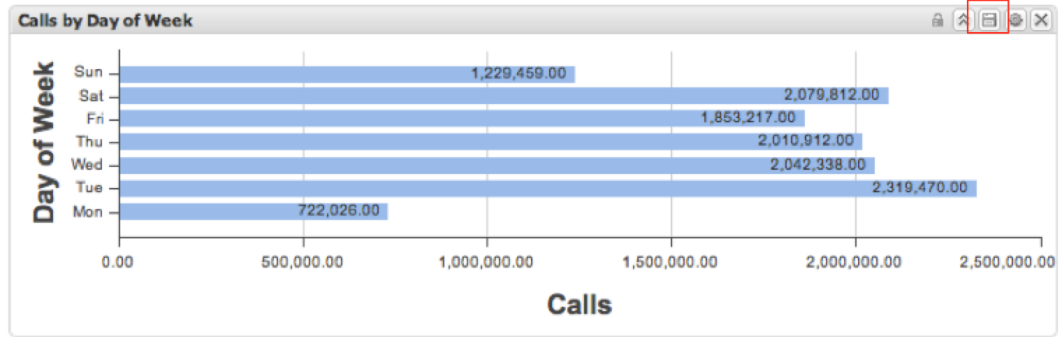 Calls by Day of Week
Day of Week
Sun 1,229,459.00
Sat 2,079,812.00
Fri 1,853,217.00
Thu 2,010,912.00
Wed 2,042,338.00
Tue 2,319,470.00
Mon 722,026.00
0.00 500,000.00 1,000,000.00 1,500,000.00 2,000,000.00 2,500,000.00
Calls